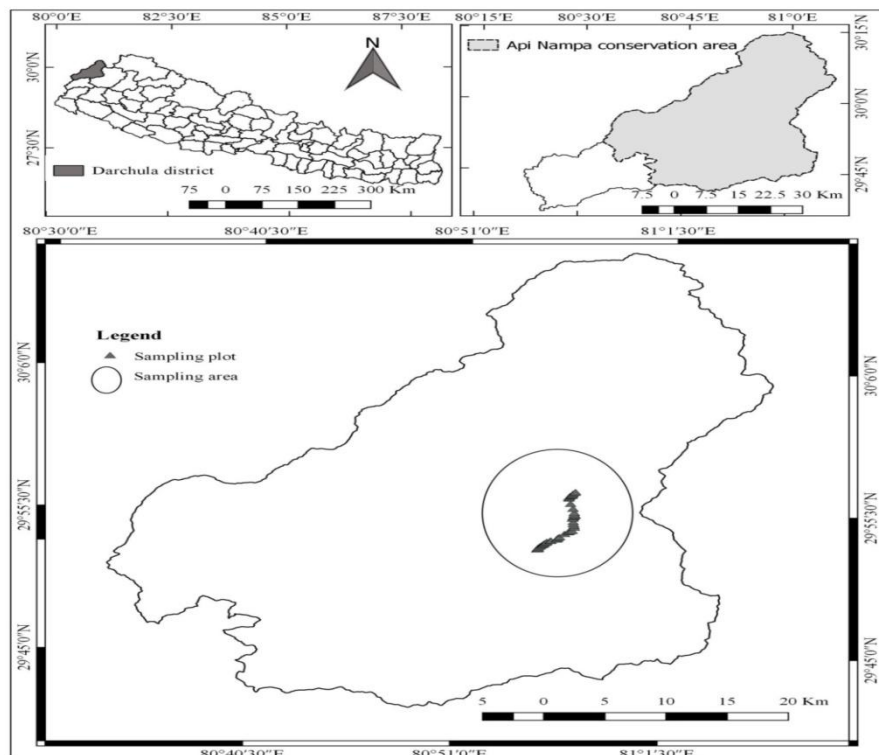 80°0'E 82°30'E 85°0'E 87°30'E
30°0'N
27°30'N
N
Darchula district
75 0 75 150 225 300 Km
80°15'E 80°30'E 80°45'E 81°0'E
Api Nampa conservation area
30°15'N
30°0'N
29°45'N
7.5 0 7.5 15 22.5 30 Km
80°30'0"E 80°40'30"E 80°51'0"E 81°1'30"E
Legend
Sampling plot
Sampling area
30°6'0"N
30°6'0"N
29°55'30"N
29°55'30"N
29°45'0"N
29°45'0"N
5 0 5 10 15 20 Km
80°40'30"E 80°51'0"E 81°1'30"E